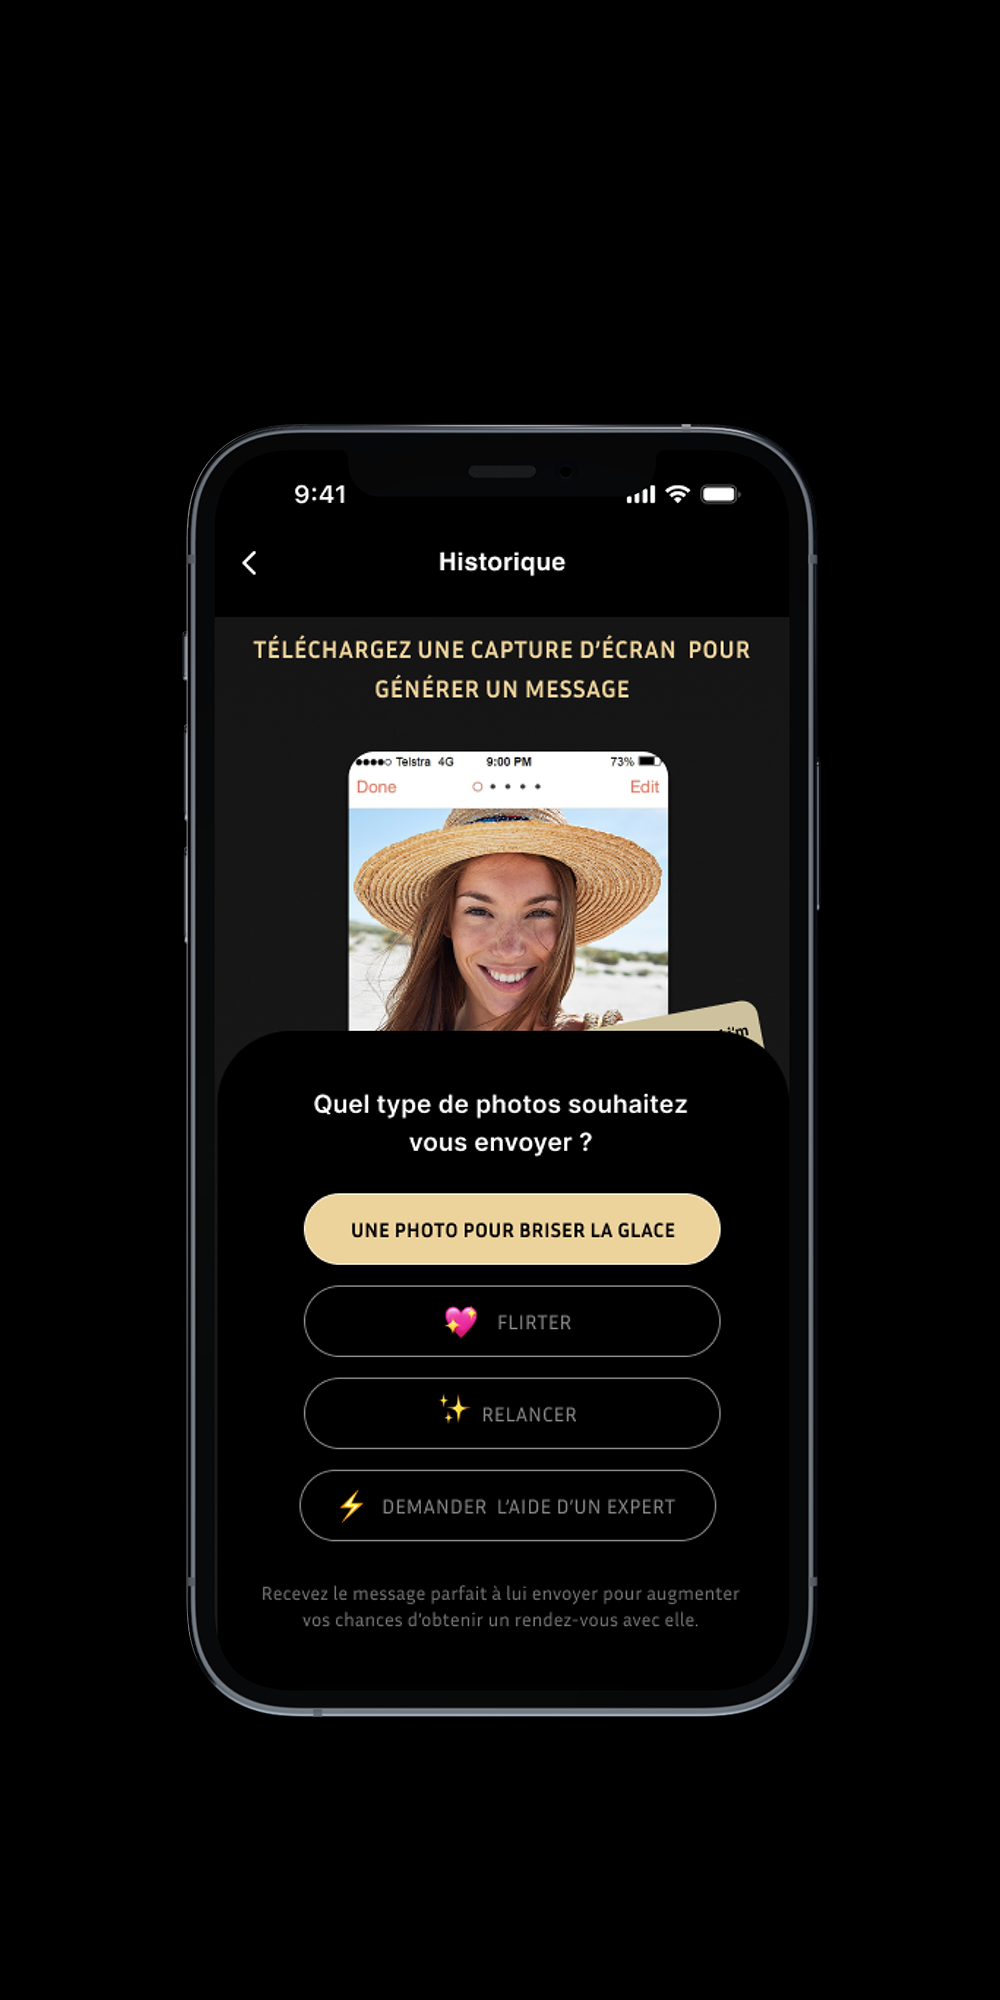 9:41
Historique
TÉLÉCHARGEZ UNE CAPTURE D'ÉCRAN POUR
GÉNÉRER UN MESSAGE
Telstra 4G 9:00 PM 73%
Done Edit
Quel type de photos souhaitez
vous envoyer ?
UNE PHOTO POUR BRISER LA GLACE
💖 FLIRTER
✨ RELANCER
⚡ DEMANDER L'AIDE D'UN EXPERT
Recevez le message parfait à lui envoyer pour augmenter
vos chances d'obtenir un rendez-vous avec elle.